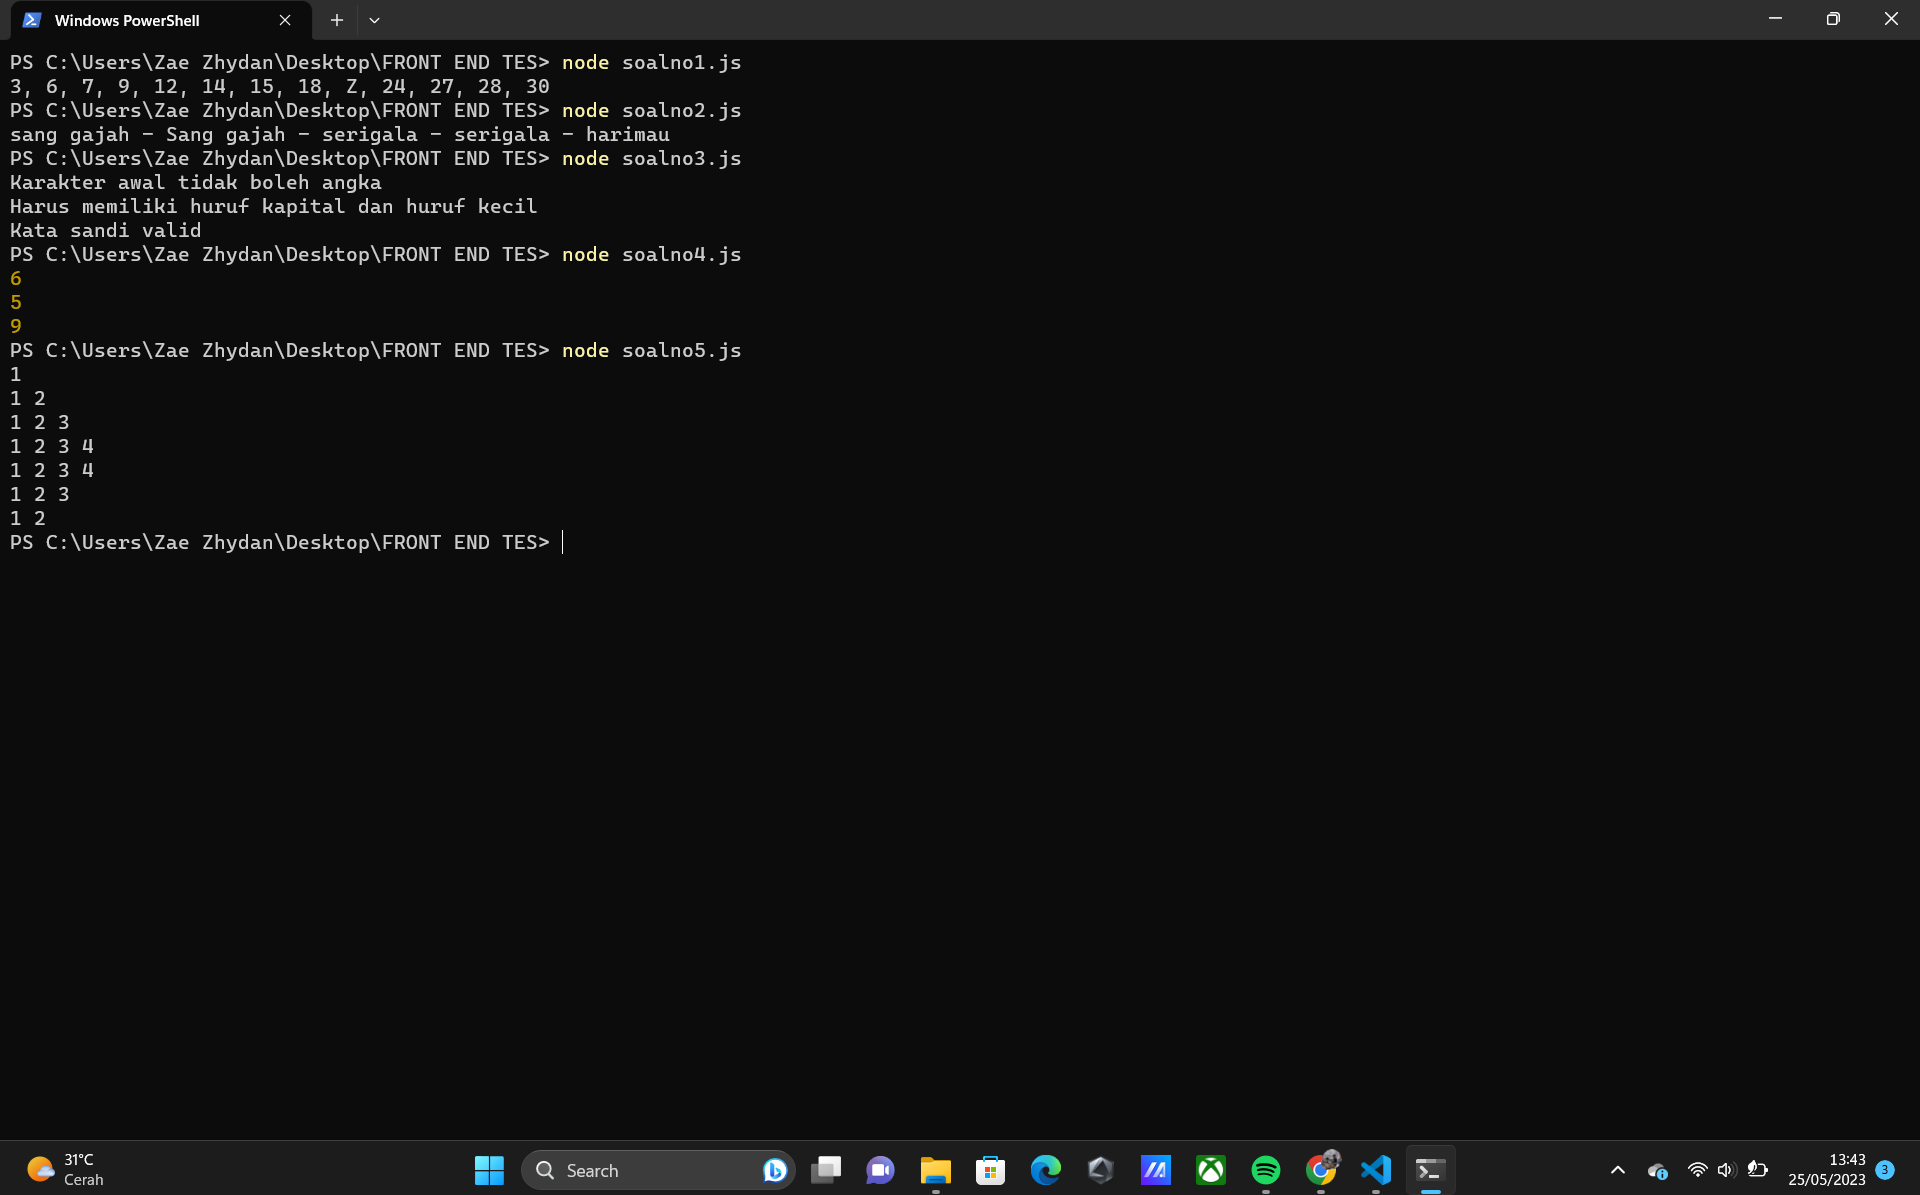 Windows PowerShell
PS C:\Users\Zae Zhydan\Desktop\FRONT END TES> node soalno1.js
3, 6, 7, 9, 12, 14, 15, 18, Z, 24, 27, 28, 30
PS C:\Users\Zae Zhydan\Desktop\FRONT END TES> node soalno2.js
sang gajah - Sang gajah - serigala - serigala - harimau
PS C:\Users\Zae Zhydan\Desktop\FRONT END TES> node soalno3.js
Karakter awal tidak boleh angka
Harus memiliki huruf kapital dan huruf kecil
Kata sandi valid
PS C:\Users\Zae Zhydan\Desktop\FRONT END TES> node soalno4.js
6
5
9
PS C:\Users\Zae Zhydan\Desktop\FRONT END TES> node soalno5.js
1
1 2
1 2 3
1 2 3 4
1 2 3 4
1 2 3
1 2
PS C:\Users\Zae Zhydan\Desktop\FRONT END TES>
31°C
Cerah
Search
13:43
25/05/2023
3